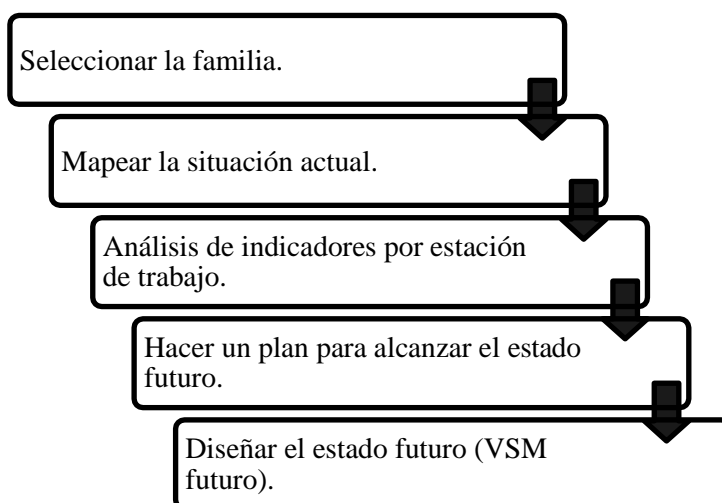 Seleccionar la familia.
Mapear la situación actual.
Análisis de indicadores por estación
de trabajo.
Hacer un plan para alcanzar el estado
futuro.
Diseñar el estado futuro (VSM
futuro).